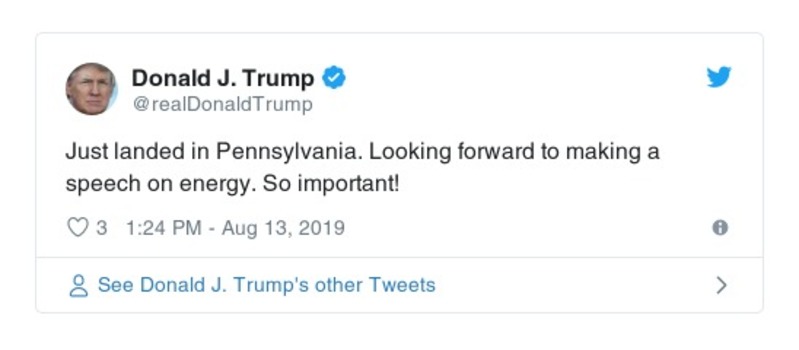 Donald J. Trump
@realDonaldTrump
Just landed in Pennsylvania. Looking forward to making a
speech on energy. So important!
3 1:24 PM - Aug 13, 2019
See Donald J. Trump's other Tweets